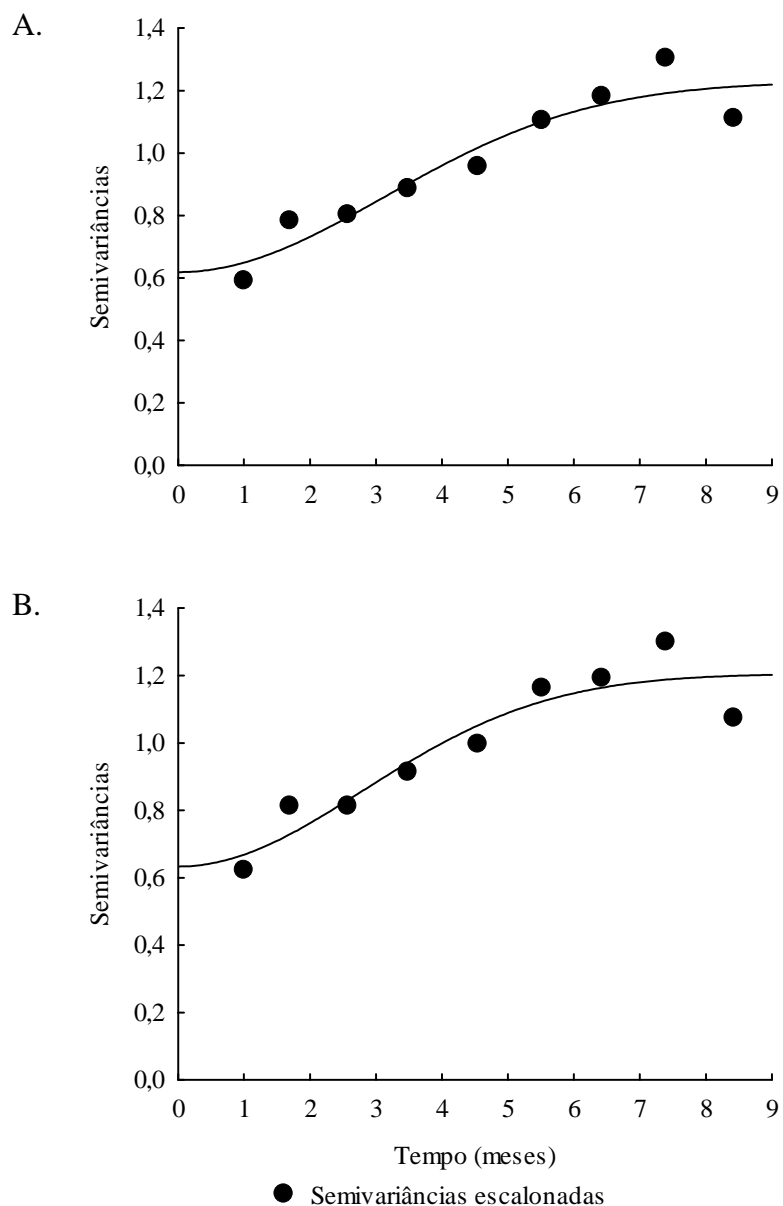 A.
1,4
1,2
1,0
0,8
0,6
0,4
0,2
0,0
Semivariâncias
0 1 2 3 4 5 6 7 8 9
B.
1,4
1,2
1,0
0,8
0,6
0,4
0,2
0,0
Semivariâncias
0 1 2 3 4 5 6 7 8 9
Tempo (meses)
Semivariâncias escalonadas